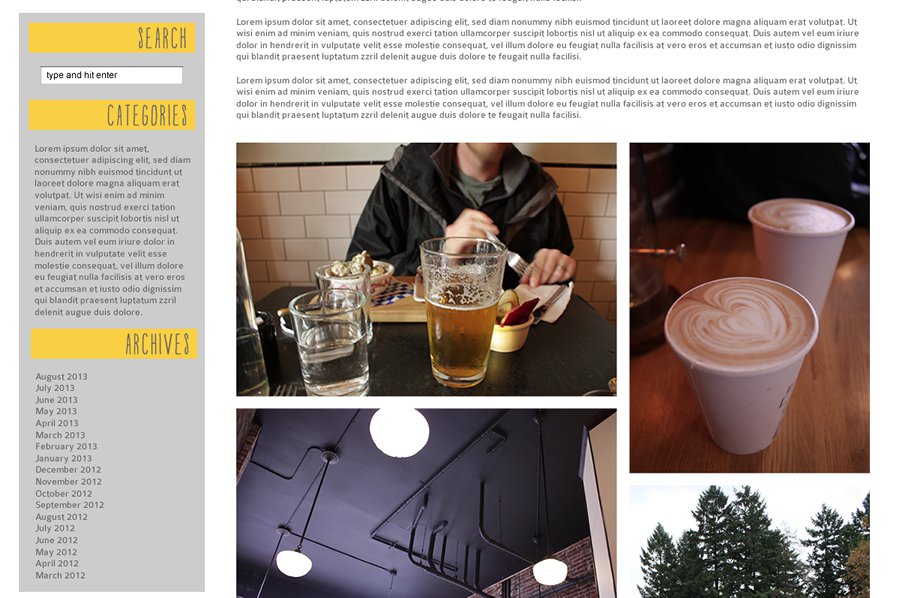 SEARCH
type and hit enter
CATEGORIES
Lorem ipsum dolor sit amet,
consectetuer adipiscing elit, sed diam
nonummy nibh euismod tincidunt ut
laoreet dolore magna aliquam erat
volutpat. Ut wisi enim ad minim
veniam, quis nostrud exerci tation
ullamcorper suscipit lobortis nisl ut
aliquip ex ea commodo consequat.
Duis autem vel eum iriure dolor in
hendrerit in vulputate velit esse
molestie consequat, vel illum dolore
eu feugiat nulla facilisis at vero eros
et accumsan et iusto odio dignissim
qui blandit praesent luptatum zzril
delenit augue duis dolore.
ARCHIVES
August 2013
July 2013
June 2013
May 2013
April 2013
March 2013
February 2013
January 2013
December 2012
November 2012
October 2012
September 2012
August 2012
July 2012
June 2012
May 2012
April 2012
March 2012
Lorem ipsum dolor sit amet, consectetuer adipiscing elit, sed diam nonummy nibh euismod tincidunt ut laoreet dolore magna aliquam erat volutpat. Ut
wisi enim ad minim veniam, quis nostrud exerci tation ullamcorper suscipit lobortis nisl ut aliquip ex ea commodo consequat. Duis autem vel eum iriure
dolor in hendrerit in vulputate velit esse molestie consequat, vel illum dolore eu feugiat nulla facilisis at vero eros et accumsan et iusto odio dignissim
qui blandit praesent luptatum zzril delenit augue duis dolore te feugait nulla facilisi.
Lorem ipsum dolor sit amet, consectetuer adipiscing elit, sed diam nonummy nibh euismod tincidunt ut laoreet dolore magna aliquam erat volutpat. Ut
wisi enim ad minim veniam, quis nostrud exerci tation ullamcorper suscipit lobortis nisl ut aliquip ex ea commodo consequat. Duis autem vel eum iriure
dolor in hendrerit in vulputate velit esse molestie consequat, vel illum dolore eu feugiat nulla facilisis at vero eros et accumsan et iusto odio dignissim
qui blandit praesent luptatum zzril delenit augue duis dolore te feugait nulla facilisi.